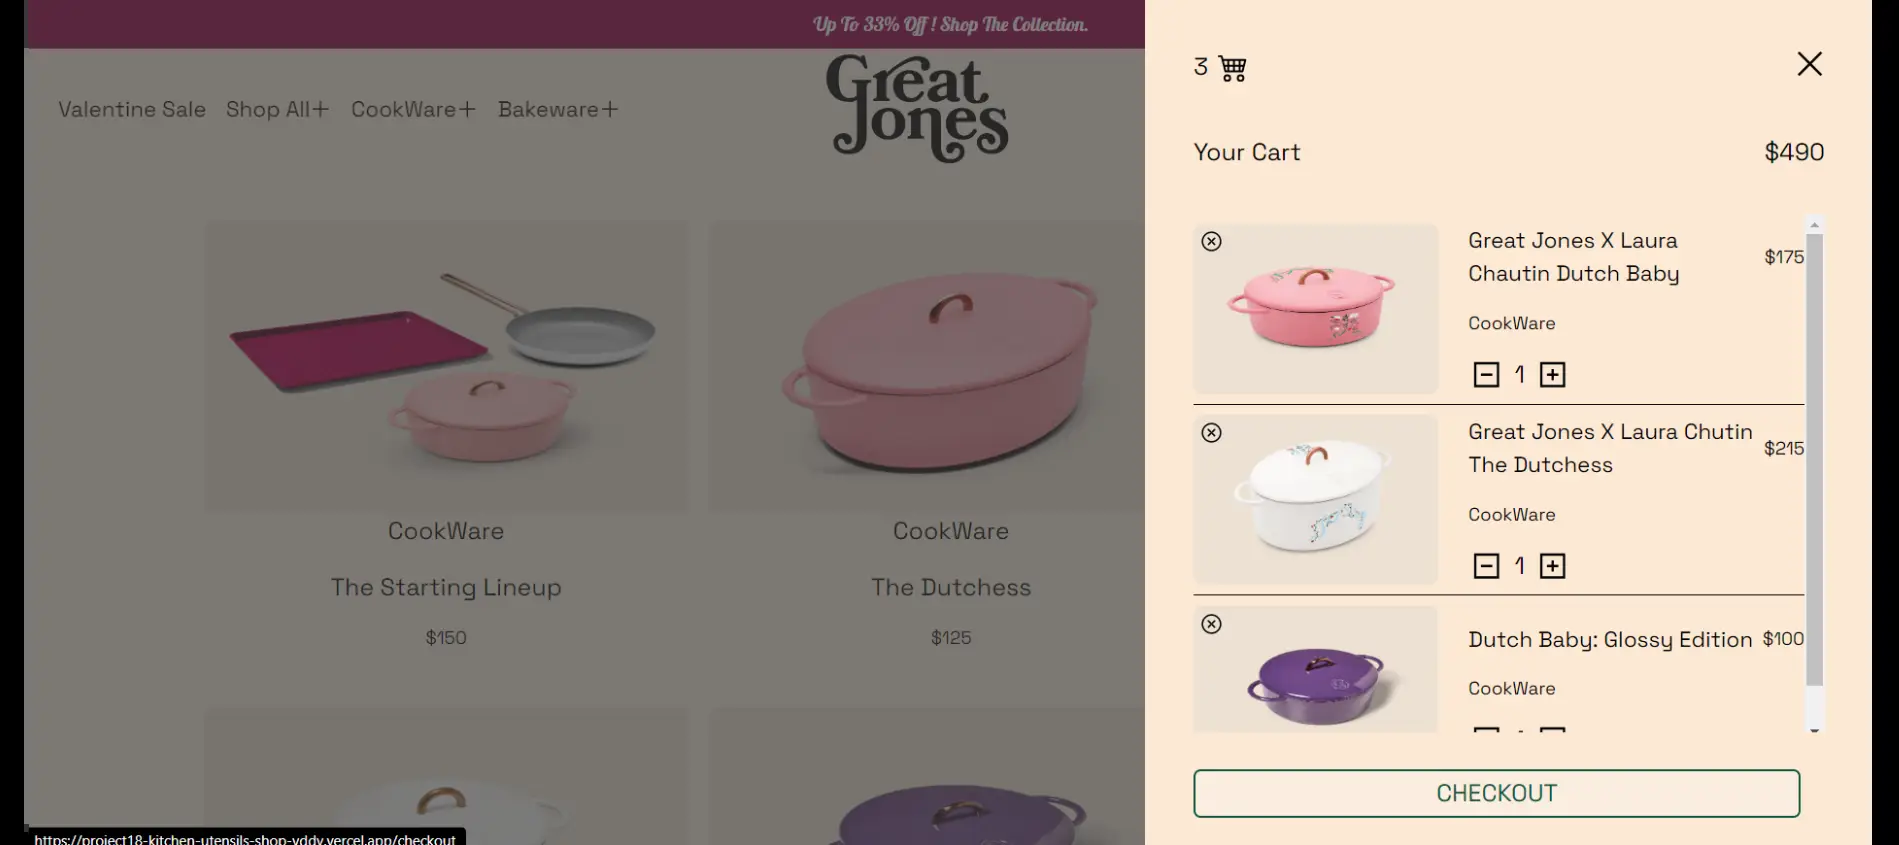 Up To 33% Off ! Shop The Collection.
Valentine Sale Shop All+ CookWare+ Bakeware+
Great
Jones
CookWare
The Starting Lineup
$150
CookWare
The Dutchess
$125
3
Your Cart $490
Great Jones X Laura
Chautin Dutch Baby
$175
CookWare
1
Great Jones X Laura Chutin
The Dutchess
$215
CookWare
1
Dutch Baby: Glossy Edition $100
CookWare
CHECKOUT
https://project18-kitchen-utensils-shop-yddy.vercel.app/checkout